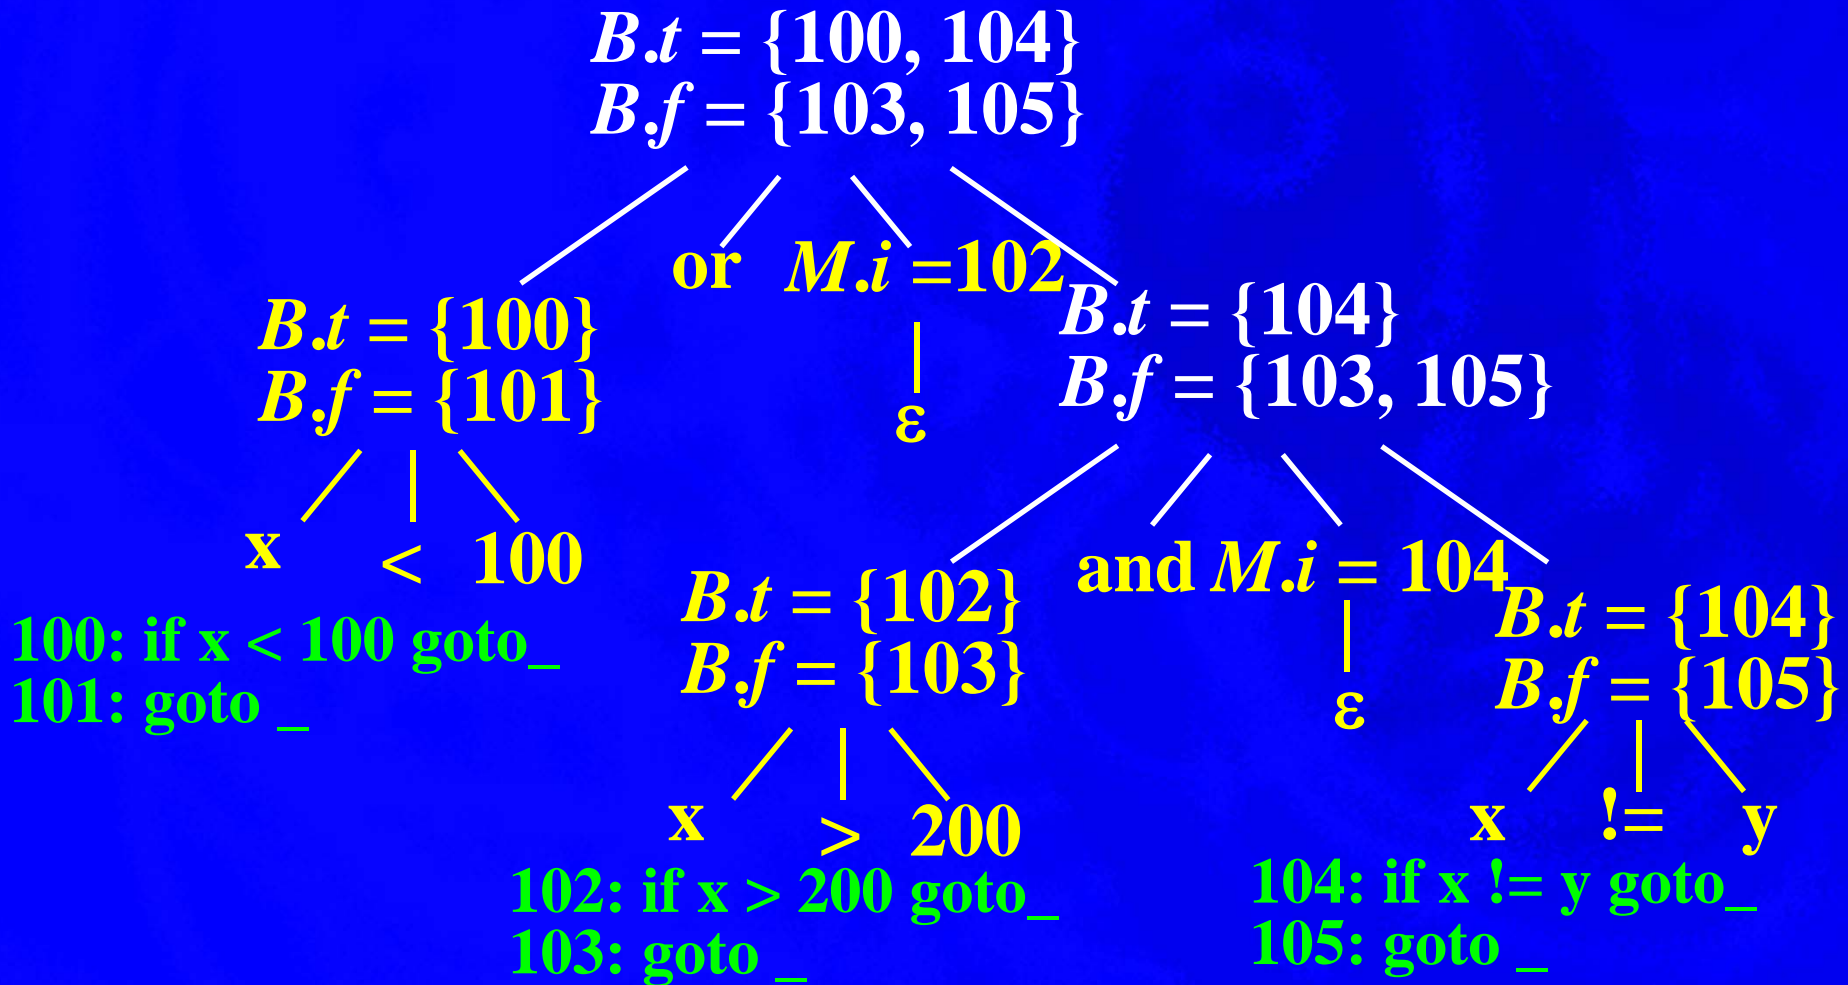 B.t = {100, 104}
B.f = {103, 105}
or M.i =102
B.t = {100}
B.f = {101}
B.t = {104}
B.f = {103, 105}
ε
x < 100
100: if x < 100 goto_
101: goto _
and M.i = 104
B.t = {102}
B.f = {103}
ε
B.t = {104}
B.f = {105}
x > 200
102: if x > 200 goto_
103: goto _
x != y
104: if x != y goto_
105: goto _